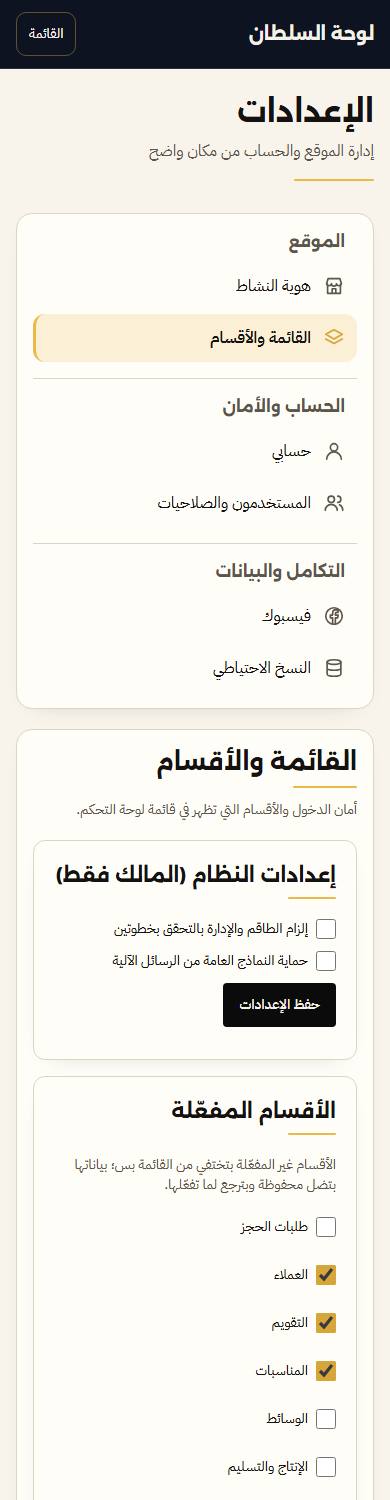 لوحة السلطان
القائمة
الإعدادات
إدارة الموقع والحساب من مكان واضح
الموقع
هوية النشاط
القائمة والأقسام
الحساب والأمان
حسابي
المستخدمون والصلاحيات
التكامل والبيانات
فيسبوك
النسخ الاحتياطي
القائمة والأقسام
أمان الدخول والأقسام التي تظهر في قائمة لوحة التحكم.
إعدادات النظام (المالك فقط)
إلزام الطاقم والإدارة بالتحقق بخطوتين
حماية النماذج العامة من الرسائل الآلية
حفظ الإعدادات
الأقسام المفعّلة
الأقسام غير المفعّلة بتختفي من القائمة بس؛ بياناتها
بتضل محفوظة وبترجع لما تفعّلها.
طلبات الحجز
العملاء
التقويم
المناسبات
الوسائط
الإنتاج والتسليم